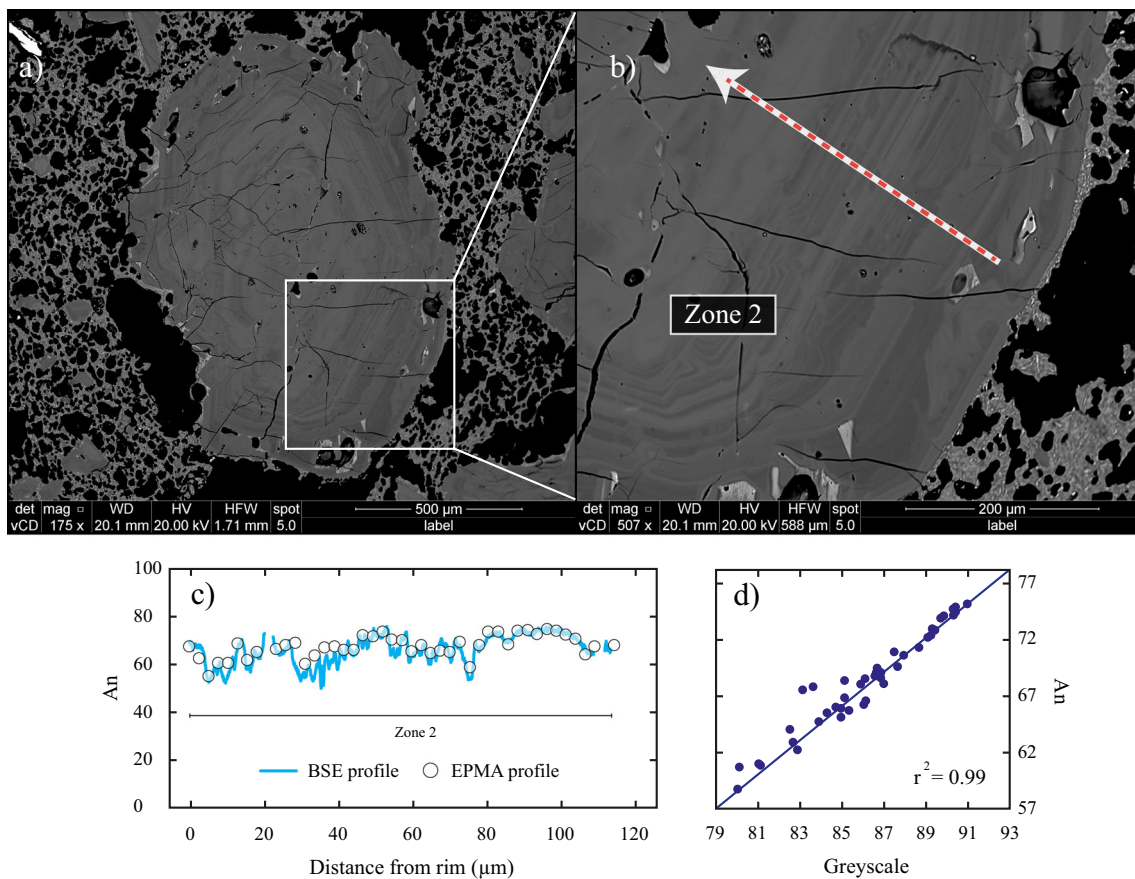 a)
b)
Zone 2
det mag □ WD HV HFW spot 500 µm
vCD 175 x 20.1 mm 20.00 kV 1.71 mm 5.0 label
det mag □ WD HV HFW spot 200 µm
vCD 507 x 20.1 mm 20.00 kV 588 µm 5.0 label
c)
100
80
60
40
20
0
An
Zone 2
BSE profile EPMA profile
0 20 40 60 80 100 120
Distance from rim (µm)
d)
77
72
67
62
57
An
r² = 0.99
79 81 83 85 87 89 91 93
Greyscale